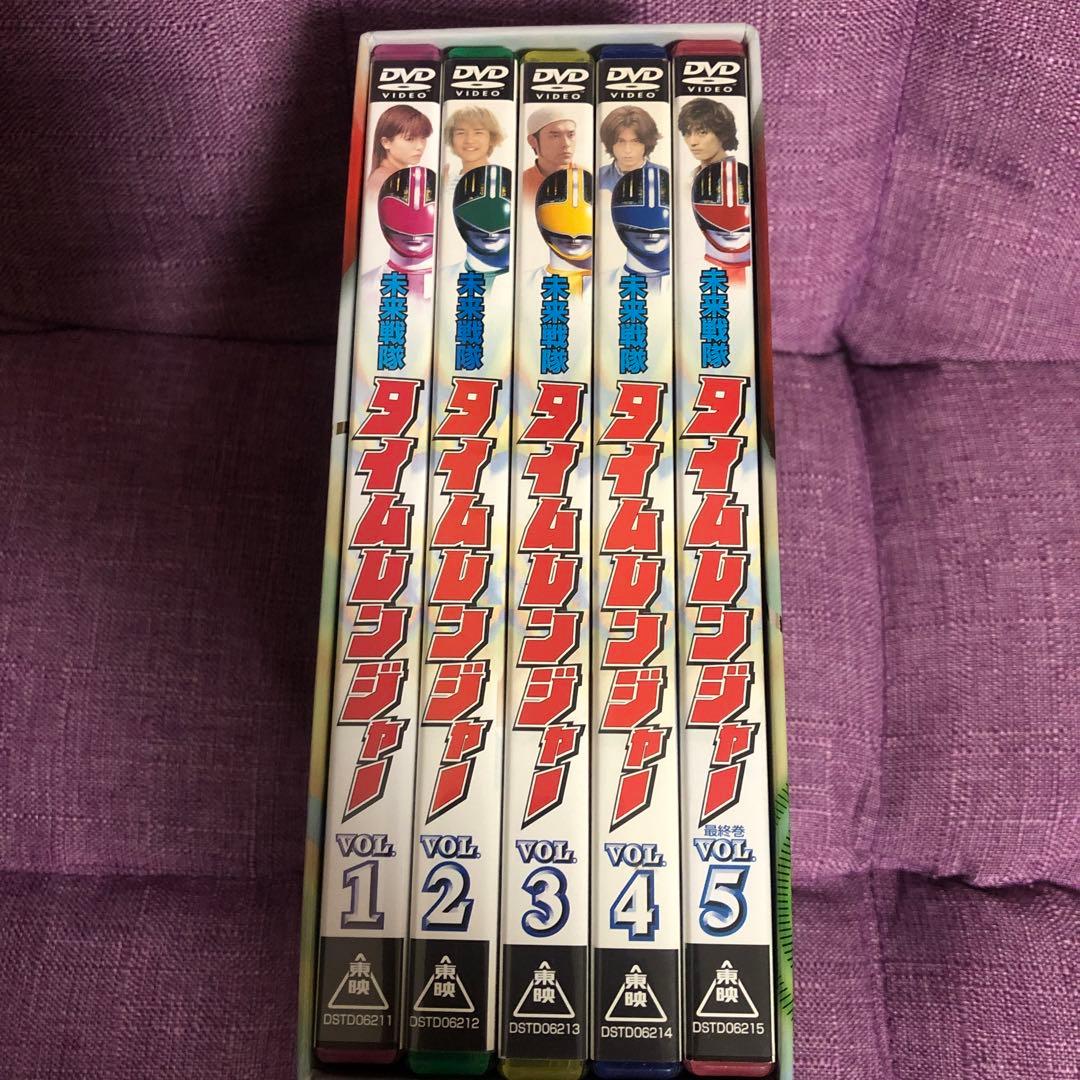 DVD
VIDEO
未来戦隊
タイムレンジャー
VOL.
1
東映
DSTD06211
DVD
VIDEO
未来戦隊
タイムレンジャー
VOL.
2
東映
DSTD06212
DVD
VIDEO
未来戦隊
タイムレンジャー
VOL.
3
東映
DSTD06213
DVD
VIDEO
未来戦隊
タイムレンジャー
VOL.
4
東映
DSTD06214
DVD
VIDEO
未来戦隊
タイムレンジャー
最終巻
VOL.
5
東映
DSTD06215